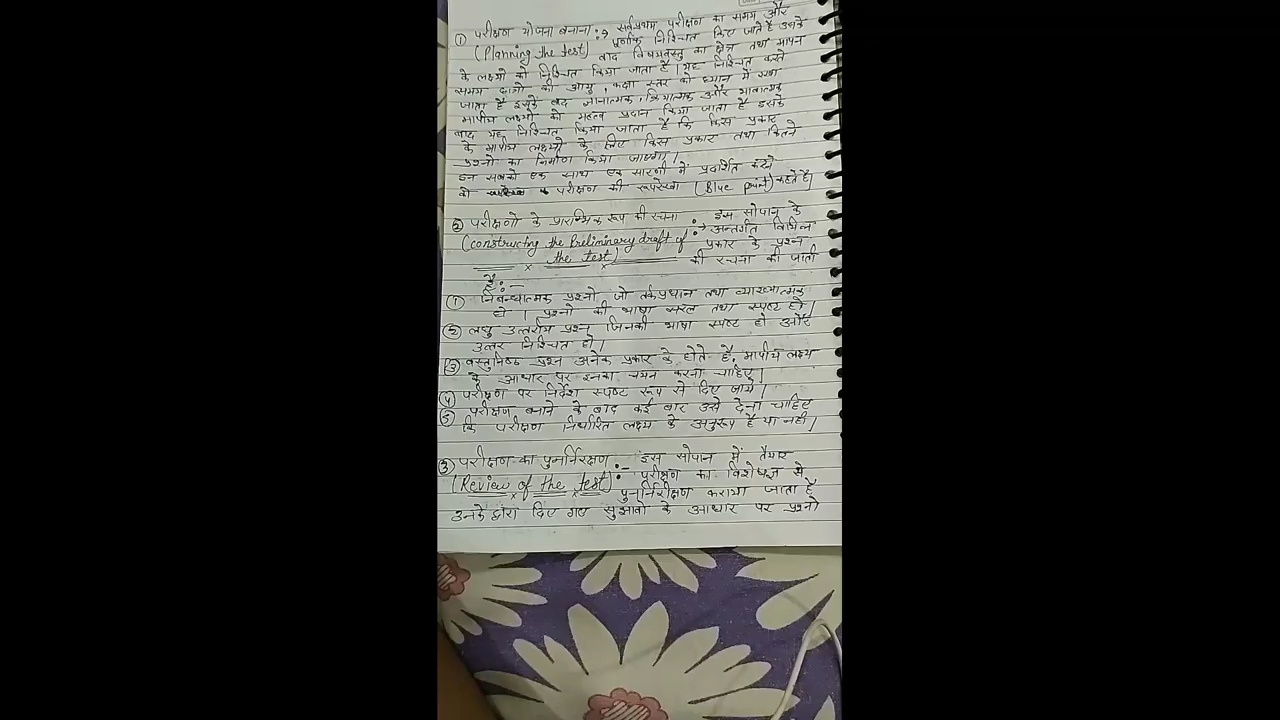 ① परीक्षण योजना बनाना :→ सर्वप्रथम परीक्षण का समय और
(Planning the test) पूर्णांक निश्चित किए जाते है उसके
बाद विषयवस्तु का क्षेत्र तथा मापन
के लक्ष्यो को निश्चित किया जाता है | यह निश्चित करते
समय छात्रो की आयु, कक्षा स्तर को ध्यान में रखा
जाता है इसके बाद ज्ञानात्मक, क्रियात्मक और भावात्मक
मापीय लक्ष्यों को महत्व प्रदान किया जाता है इसके
बाद यह निश्चित किया जाता है कि किस प्रकार
के मापीय लक्ष्यो के लिए किस प्रकार तथा कितने
प्रश्नो का निर्माण किया जाएगा |
इन सबको एक साथ एक सारणी में प्रदर्शित करने
को परीक्षण की रूपरेखा (Blue point) कहते है|
② परीक्षणों के प्रारम्भिक रूप की रचना :→ इस सोपान के
(constructing the Preliminary draft of अन्तर्गत विभिन्न
the test) प्रकार के प्रश्न
की रचना की जाती
है:—
① निबन्धात्मक प्रश्नो जो तर्कप्रधान तथा व्याख्यात्मक
हो | प्रश्नो की भाषा सरल तथा स्पष्ट हो |
② लघु उत्तरीय प्रश्न जिनकी भाषा स्पष्ट हो और
उत्तर निश्चित हो |
③ वस्तुनिष्ठ प्रश्न अनेक प्रकार के होते है, मापीय लक्ष्य
के आधार पर इनका चयन करना चाहिए |
④ परीक्षण पर निर्देश स्पष्ट रूप से दिए जाये |
⑤ परीक्षण बनाने के बाद कई बार उसे देना चाहिए
कि परीक्षण निर्धारित लक्ष्य के अनुरूप है या नही |
③ परीक्षण का पुनर्निरक्षण :— इस सोपान में तैयार
(Review of the test): परीक्षण का विशेषज्ञ से
पुनर्निरीक्षण कराया जाता है
उनके द्वारा दिए गए सुझावो के आधार पर प्रश्नो